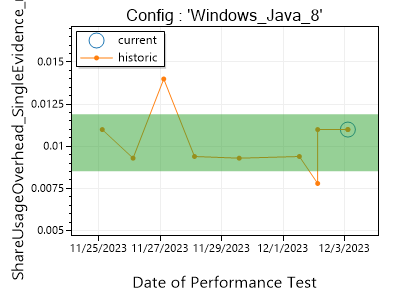 Config : 'Windows_Java_8'
current
historic
ShareUsageOverhead_SingleEvidence_
0.015
0.0125
0.01
0.0075
0.005
11/25/2023
11/27/2023
11/29/2023
12/1/2023
12/3/2023
Date of Performance Test